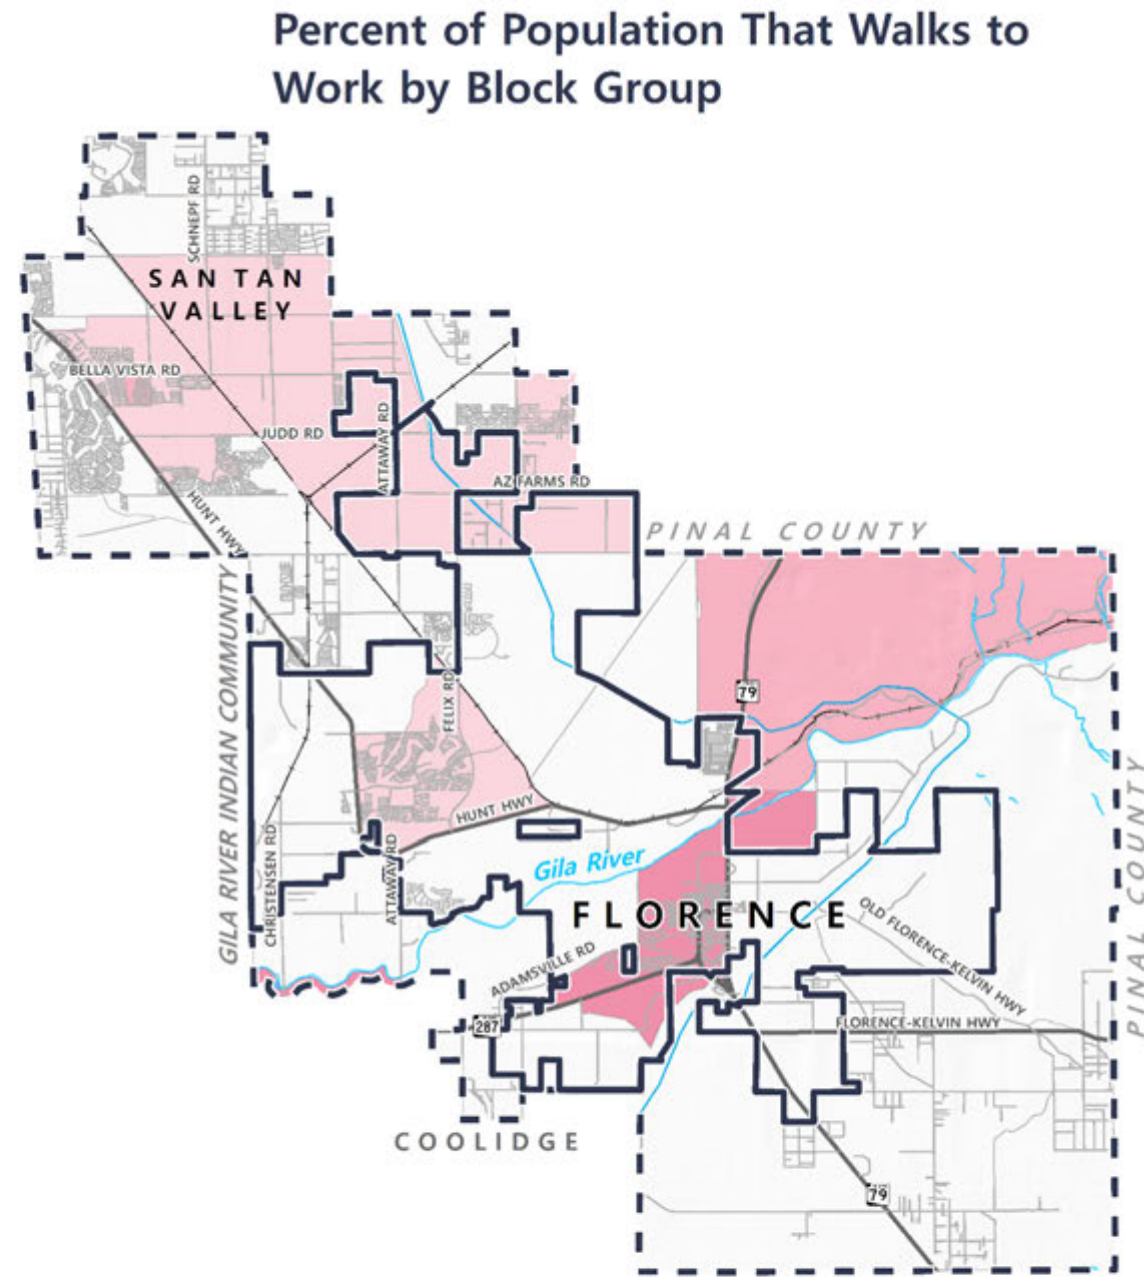 Percent of Population That Walks to
Work by Block Group
SCHNEPF RD
SAN TAN
VALLEY
BELLA VISTA RD
JUDD RD
ATTAWAY RD
AZ FARMS RD
HUNT HWY
PINAL COUNTY
GILA RIVER INDIAN COMMUNITY
FELIX RD
79
HUNT HWY
CHRISTENSEN RD
ATTAWAY RD
Gila River
PINAL COUNTY
FLORENCE
OLD FLORENCE-KELVIN HWY
ADAMSVILLE RD
287
FLORENCE-KELVIN HWY
COOLIDGE
79